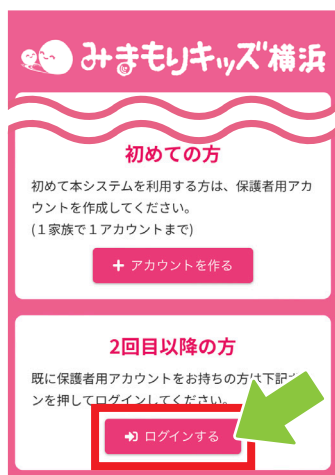 みまもりキッズ横浜
初めての方
初めて本システムを利用する方は、保護者用アカ
ウントを作成してください。
(1家族で1アカウントまで)
+ アカウントを作る
2回目以降の方
既に保護者用アカウントをお持ちの方は下記
ンを押してログインしてください。
ログインする